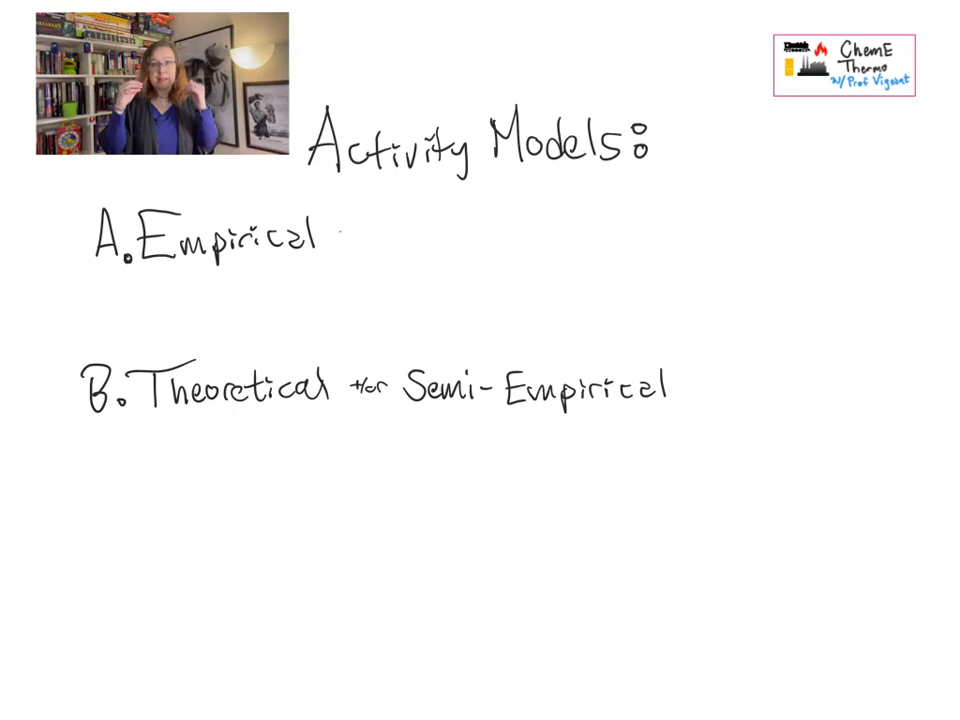 ChemE
Thermo
w/ Prof Vigeant
Activity Models:
A. Empirical
B. Theoretical +/or Semi-Empirical